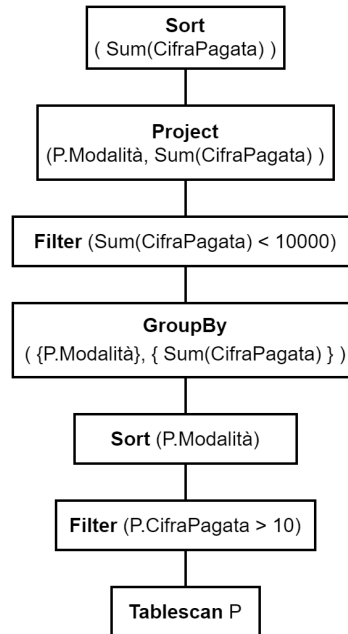 Sort
( Sum(CifraPagata) )
Project
(P.Modalità, Sum(CifraPagata) )
Filter (Sum(CifraPagata) < 10000)
GroupBy
( {P.Modalità}, { Sum(CifraPagata) } )
Sort (P.Modalità)
Filter (P.CifraPagata > 10)
Tablescan P